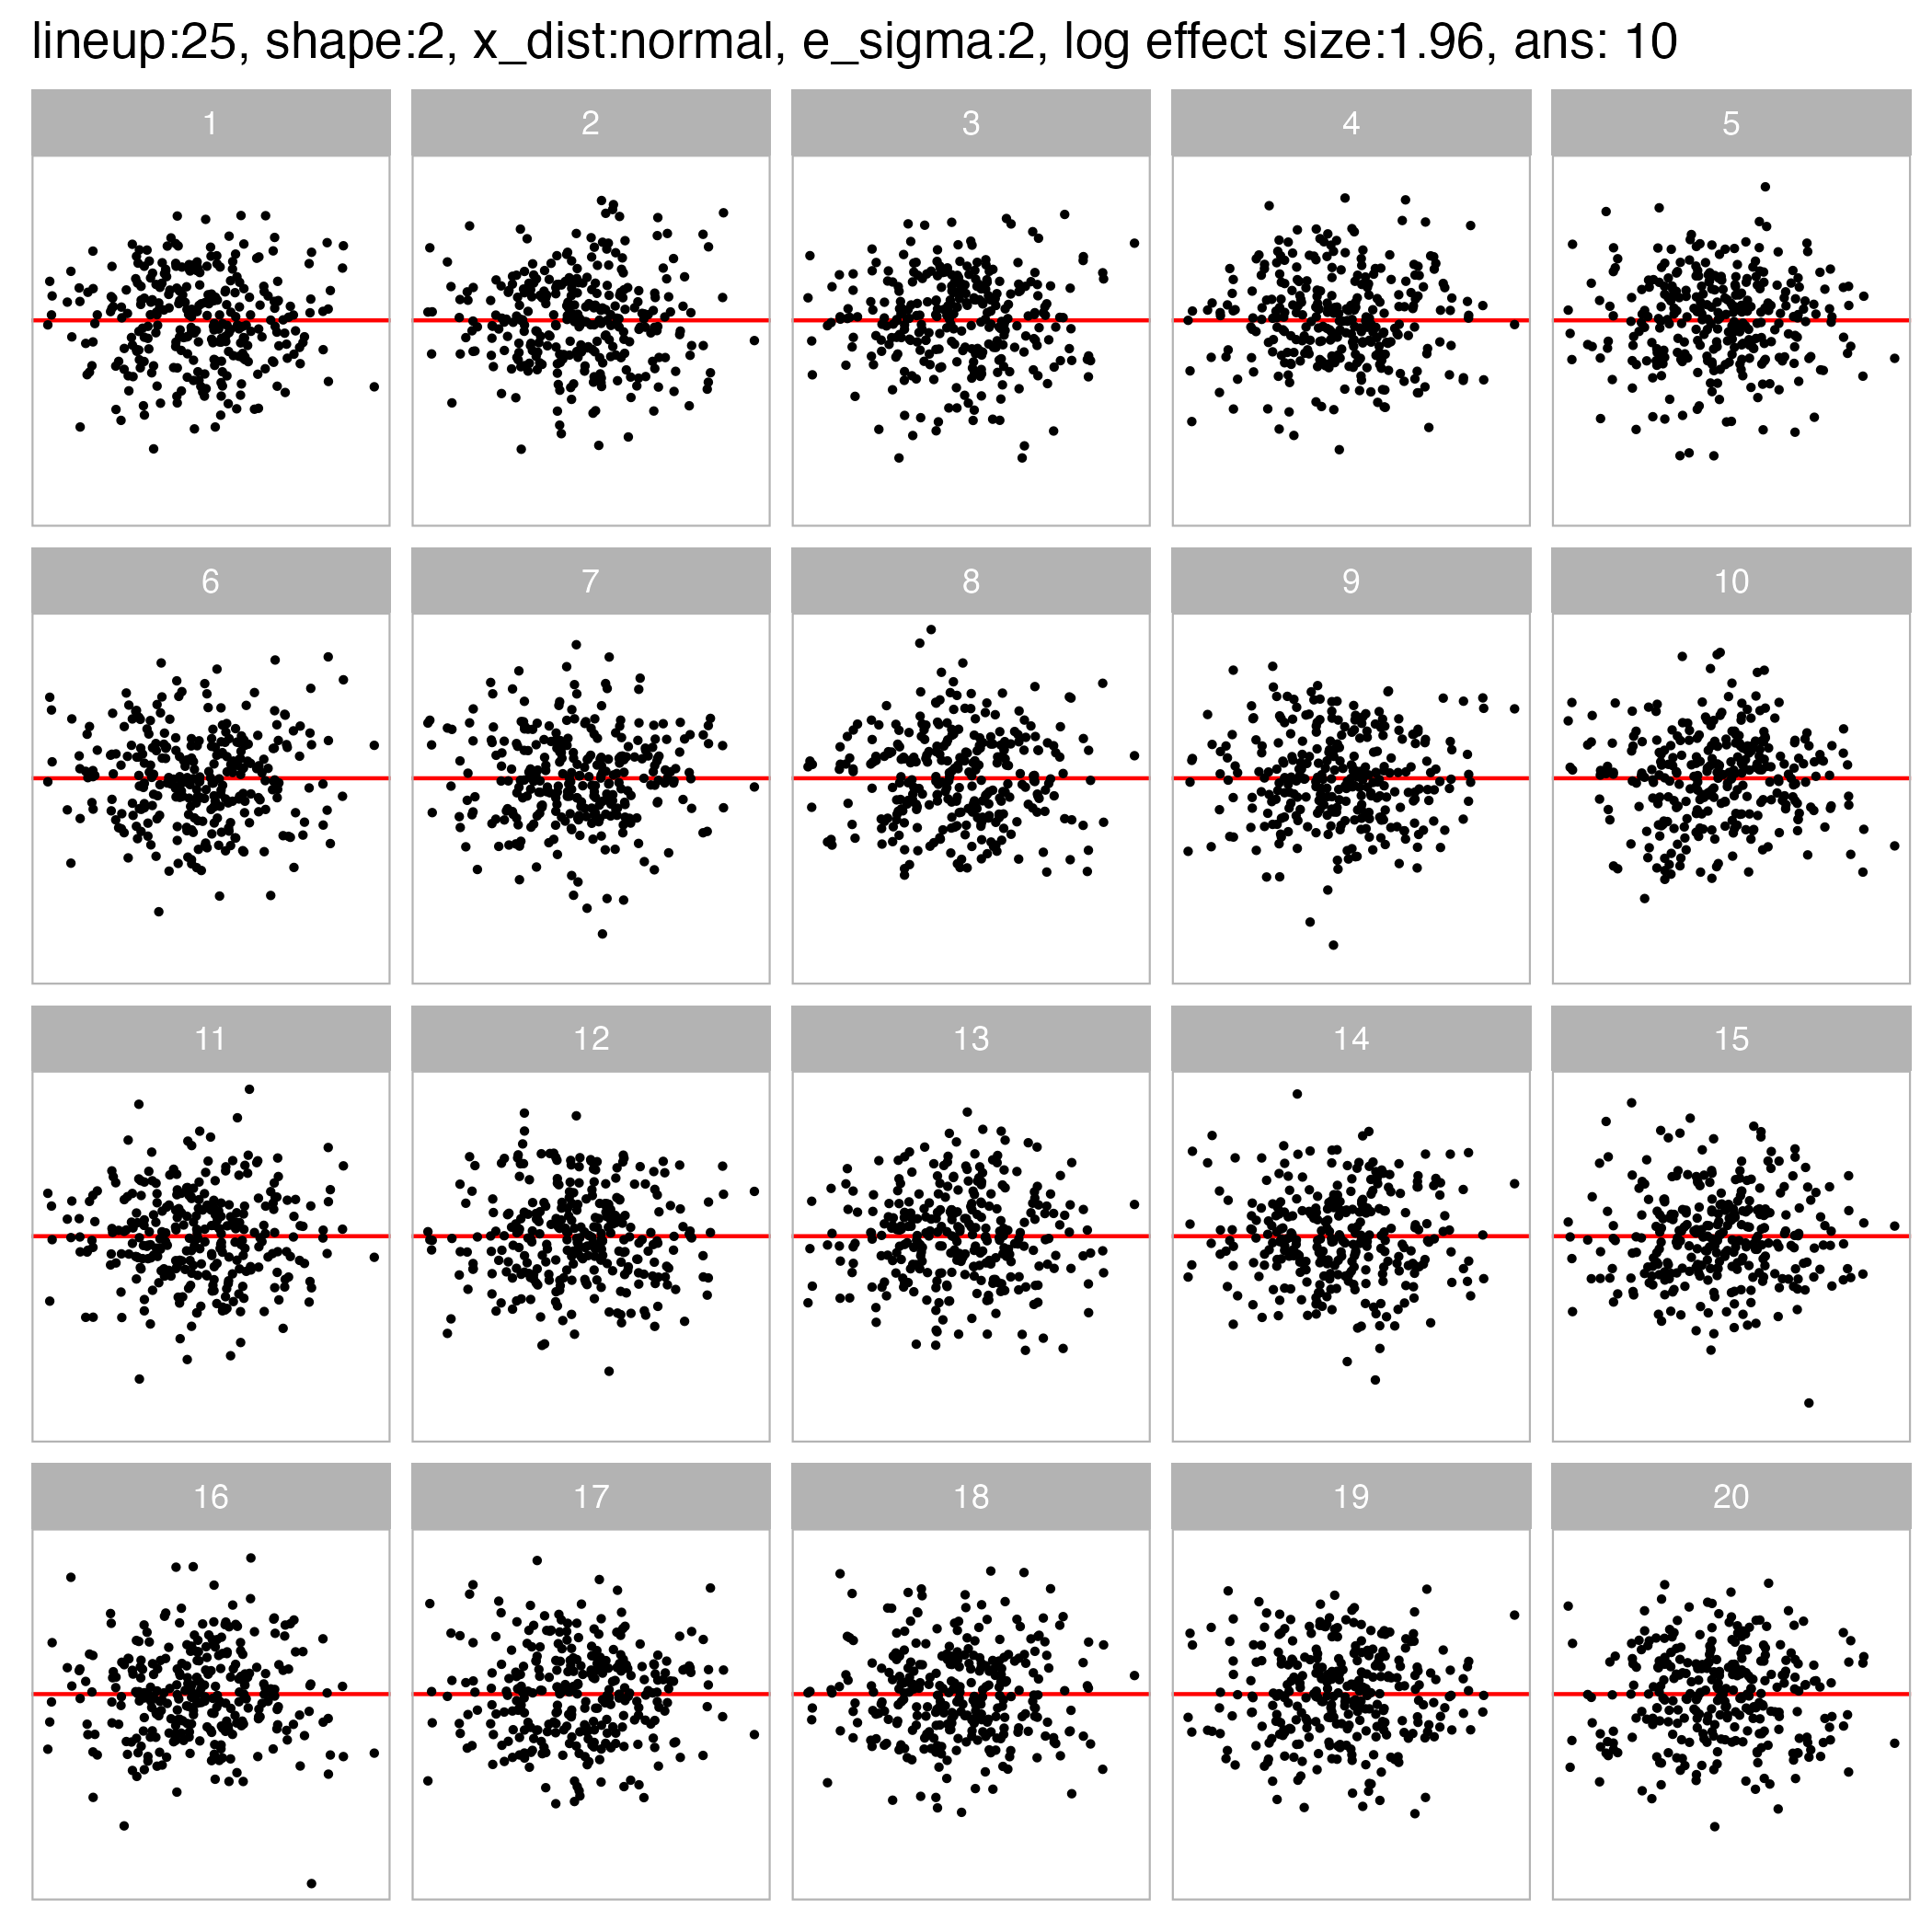 lineup:25, shape:2, x_dist:normal, e_sigma:2, log effect size:1.96, ans: 10
1 2 3 4 5
6 7 8 9 10
11 12 13 14 15
16 17 18 19 20